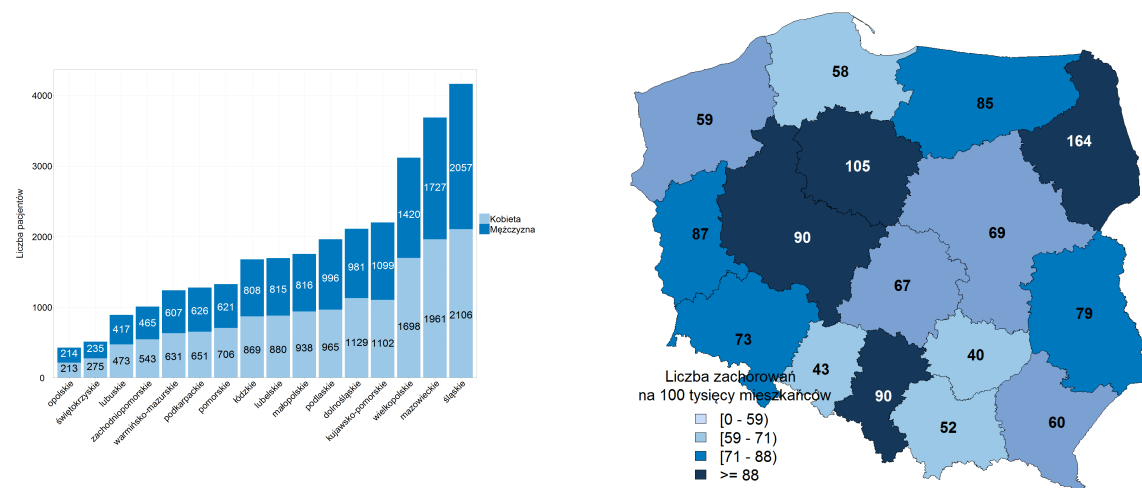 4000
3000
2000
1000
0
Liczba pacjentów
214
213
235
275
417
473
465
543
607
631
626
651
621
706
808
869
815
880
816
938
996
965
981
1129
1099
1102
1420
1698
1727
1961
2057
2106
opolskie
świętokrzyskie
lubuskie
zachodniopomorskie
warmińsko-mazurskie
podkarpackie
pomorskie
łódzkie
lubelskie
małopolskie
podlaskie
dolnośląskie
kujawsko-pomorskie
wielkopolskie
mazowieckie
śląskie
Kobieta
Mężczyzna
58
59
85
164
105
87
90
69
67
79
73
43
40
90
52
60
Liczba zachorowań
na 100 tysięcy mieszkańców
[0 - 59)
[59 - 71)
[71 - 88)
>= 88